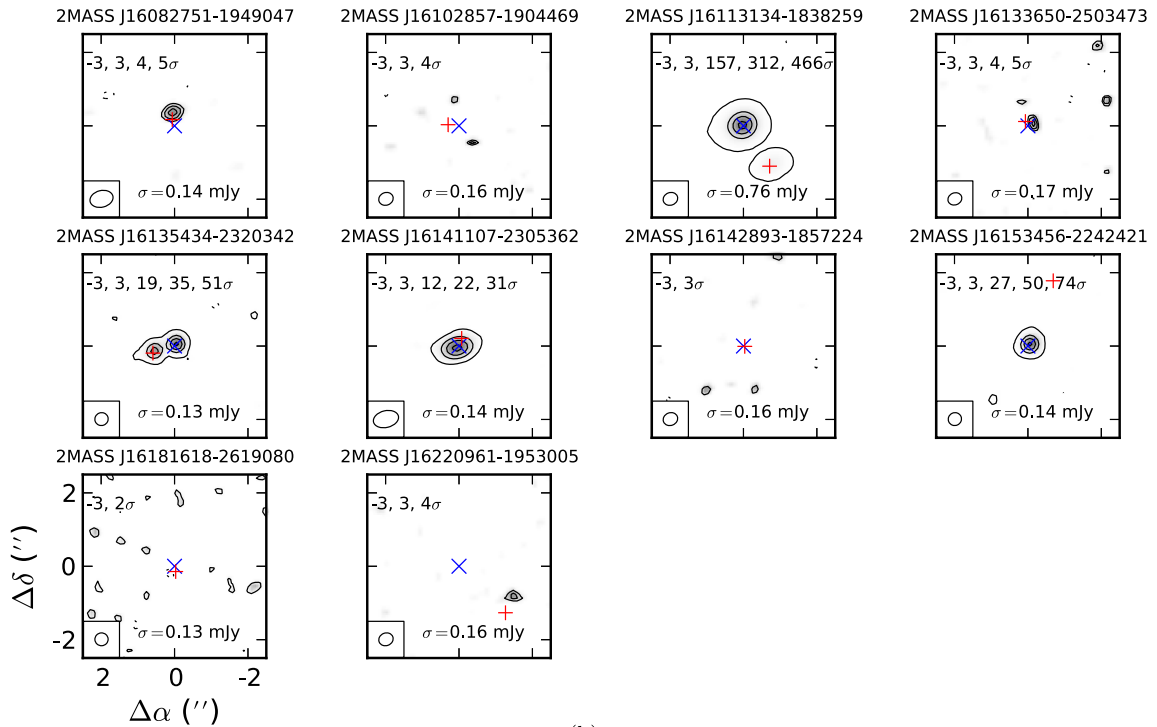 2MASS J16082751-1949047 2MASS J16102857-1904469 2MASS J16113134-1838259 2MASS J16133650-2503473
-3, 3, 4, 5σ -3, 3, 4σ -3, 3, 157, 312, 466σ -3, 3, 4, 5σ
σ=0.14 mJy σ=0.16 mJy σ=0.76 mJy σ=0.17 mJy
2MASS J16135434-2320342 2MASS J16141107-2305362 2MASS J16142893-1857224 2MASS J16153456-2242421
-3, 3, 19, 35, 51σ -3, 3, 12, 22, 31σ -3, 3σ -3, 3, 27, 50, 74σ
σ=0.13 mJy σ=0.14 mJy σ=0.16 mJy σ=0.14 mJy
2MASS J16181618-2619080 2MASS J16220961-1953005
2
-3, 2σ -3, 3, 4σ
0
Δδ ('')
σ=0.13 mJy σ=0.16 mJy
-2
2 0 -2
Δα ('')